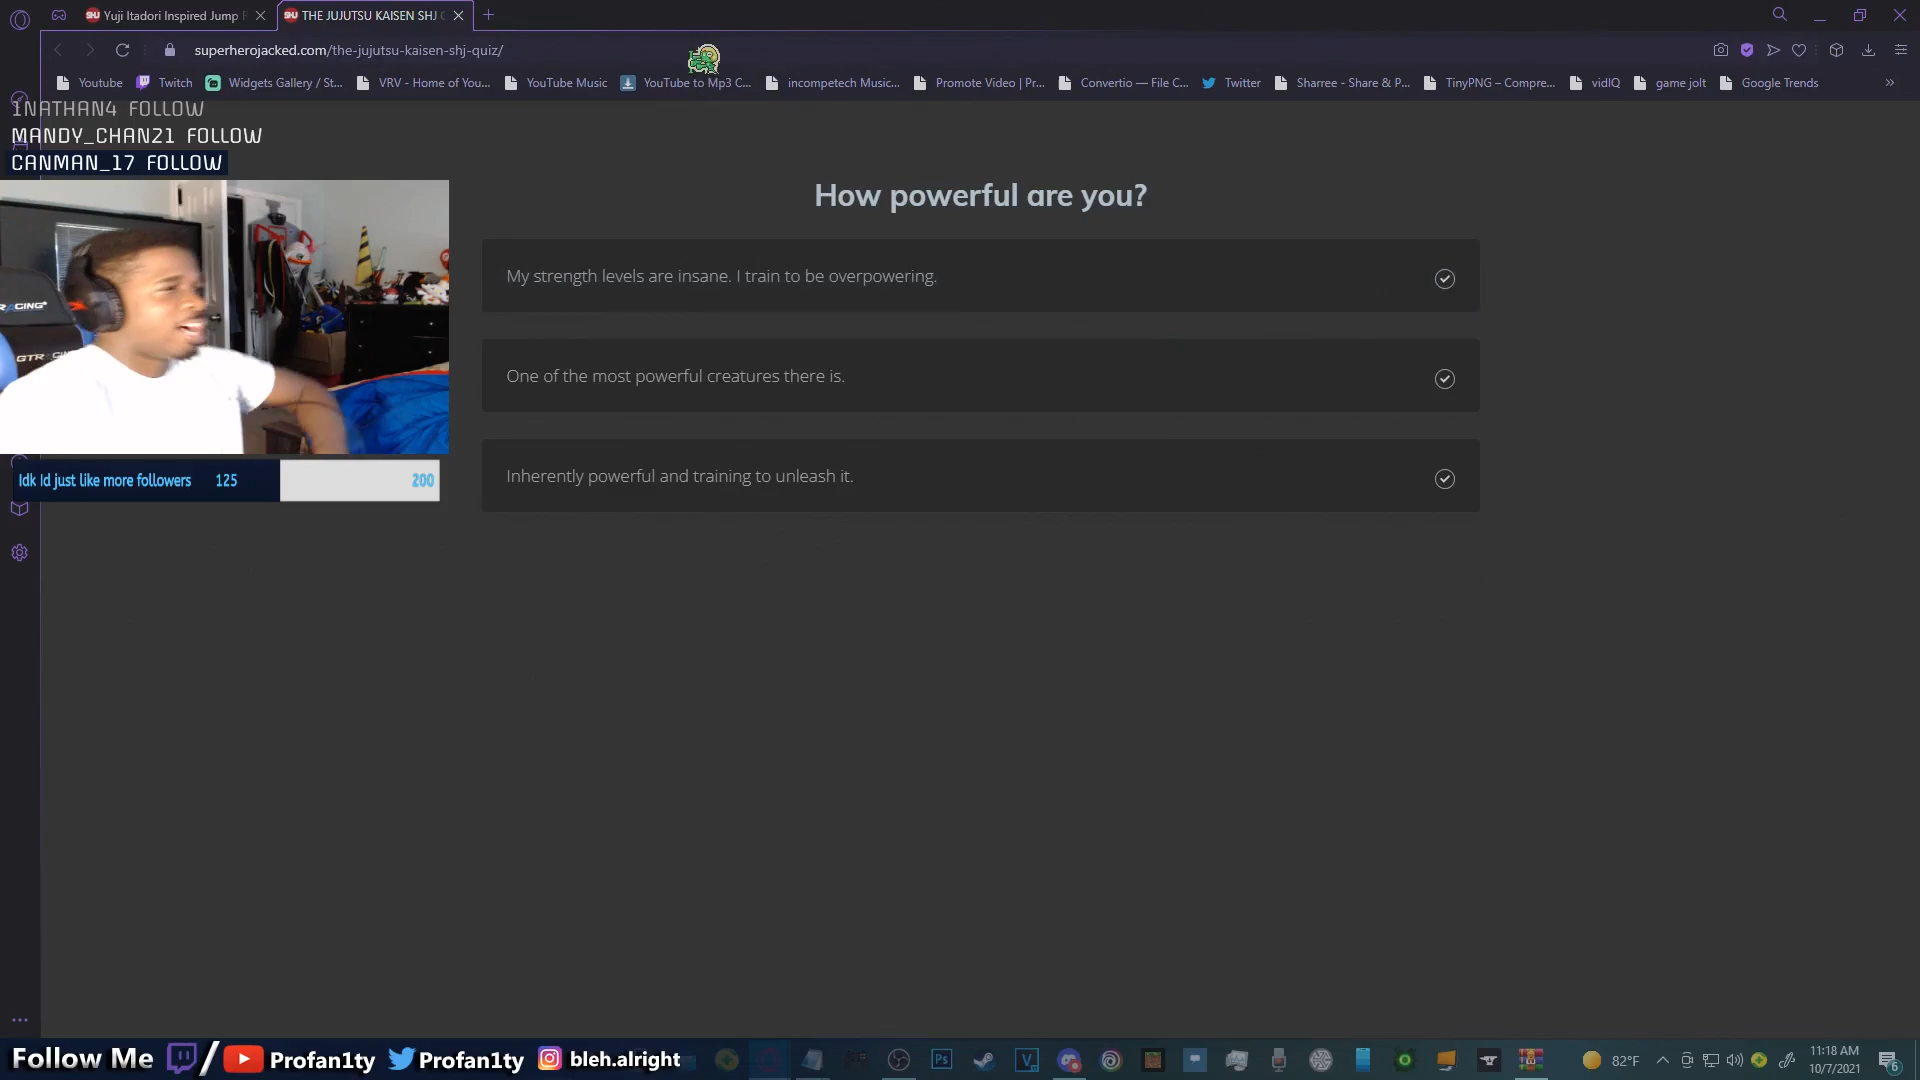 Yuji Itadori Inspired Jump
THE JUJUTSU KAISEN SHJ
superherojacked.com/the-jujutsu-kaisen-shj-quiz/
Youtube Twitch Widgets Gallery / St... VRV - Home of You... YouTube Music YouTube to Mp3 C... incompetech Music... Promote Video | Pr... Convertio — File C... Twitter Sharree - Share & P... TinyPNG – Compre... vidIQ game jolt Google Trends
1NATHAN4 FOLLOW
MANDY_CHAN21 FOLLOW
CANMAN_17 FOLLOW
How powerful are you?
My strength levels are insane. I train to be overpowering.
One of the most powerful creatures there is.
Inherently powerful and training to unleash it.
Idk Id just like more followers 125 200
Follow Me / Profan1ty Profan1ty bleh.alright
82°F
11:18 AM
10/7/2021
6